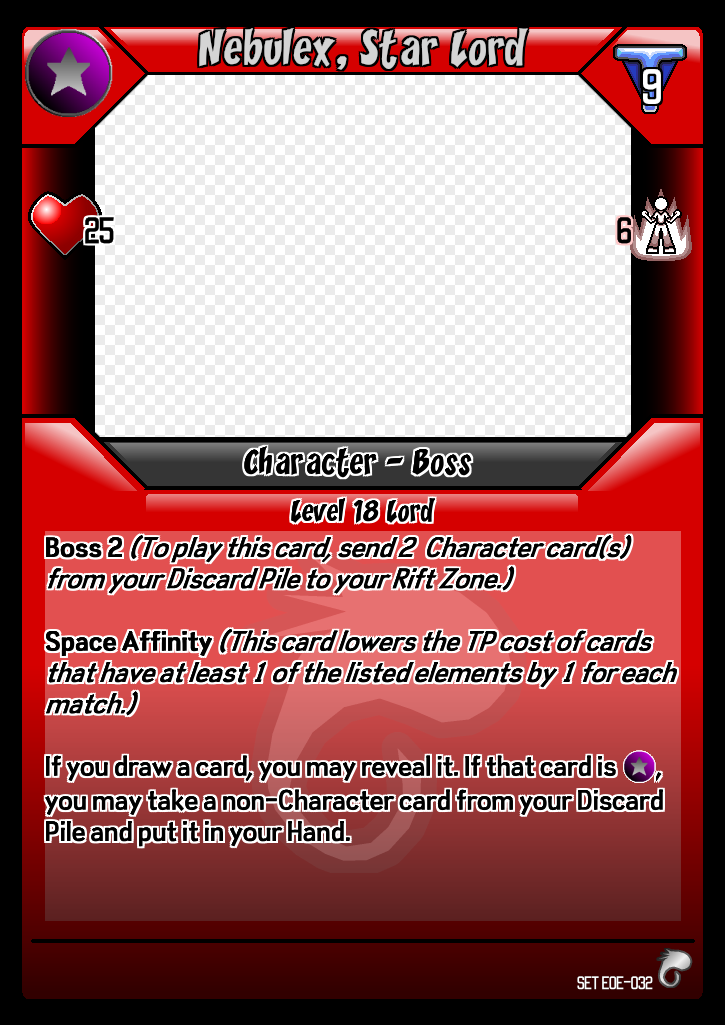 Nebulex, Star Lord
9
25
6
Character - Boss
Level 18 Lord
Boss 2 (To play this card, send 2 Character card(s)
from your Discard Pile to your Rift Zone.)
Space Affinity (This card lowers the TP cost of cards
that have at least 1 of the listed elements by 1 for each
match.)
If you draw a card, you may reveal it. If that card is ,
you may take a non-Character card from your Discard
Pile and put it in your Hand.
SET EOE-032